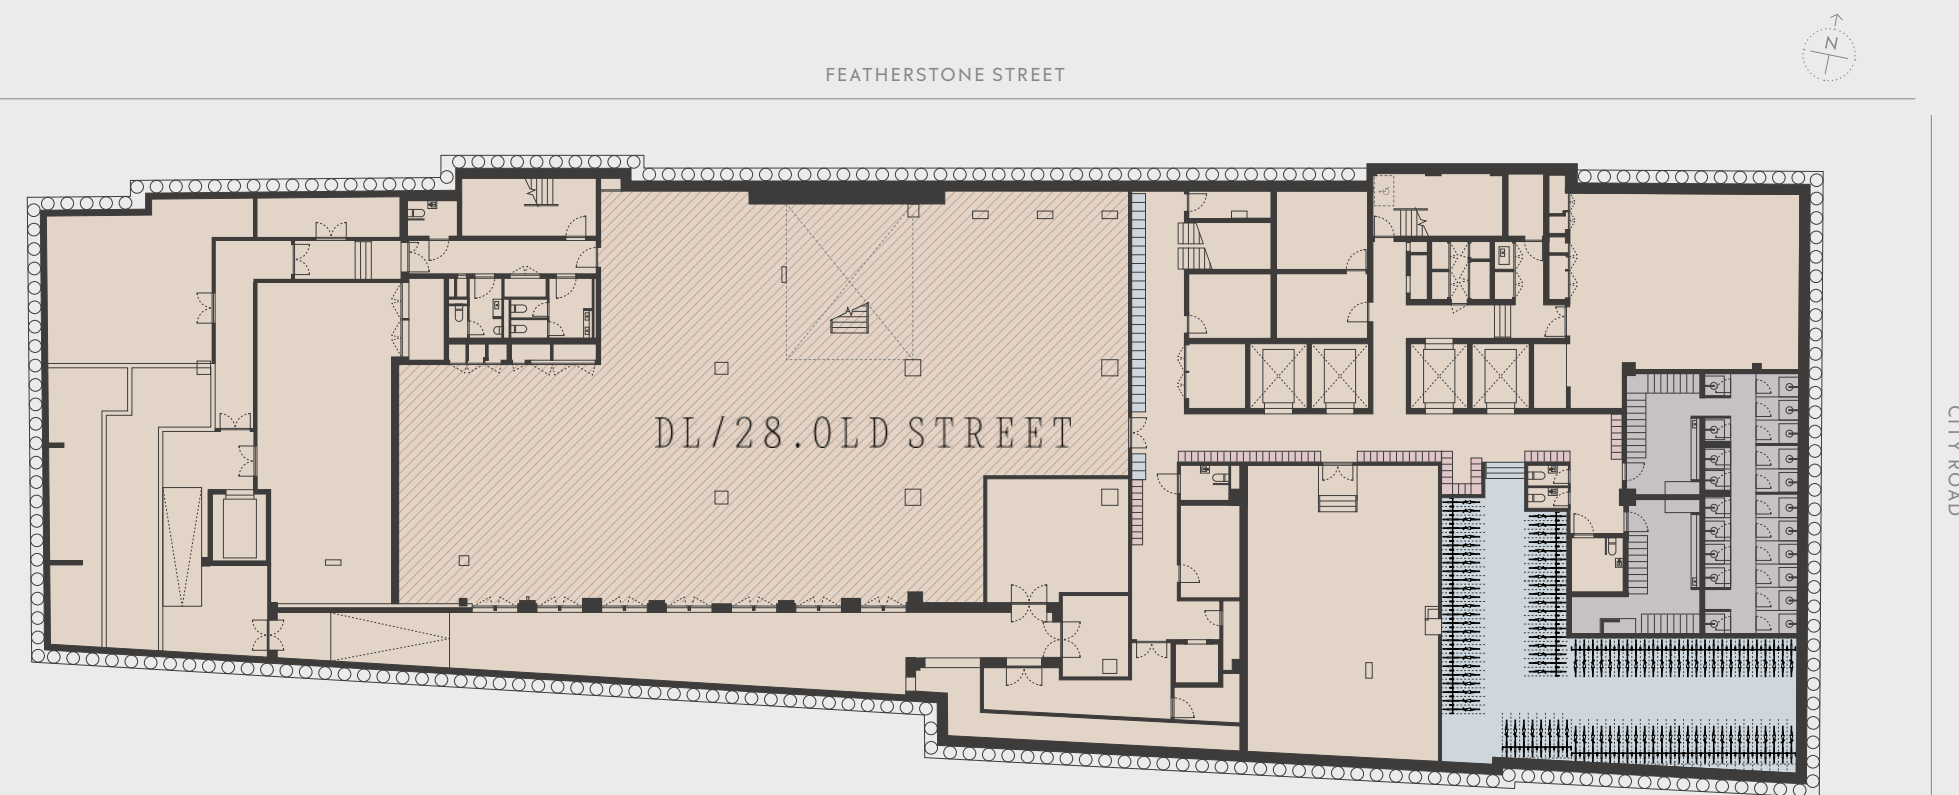 FEATHERSTONE STREET
N
DL/28.OLD STREET
CITY ROAD